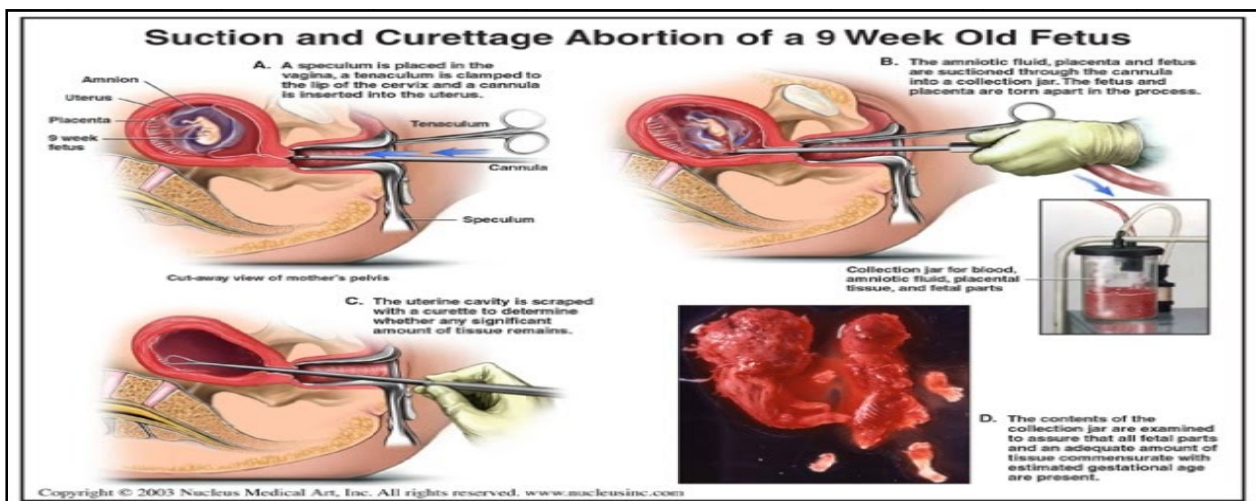 Suction and Curettage Abortion of a 9 Week Old Fetus
A. A speculum is placed in the
vagina, a tenaculum is clamped to
the lip of the cervix and a cannula
is inserted into the uterus.
Amnion
Uterus
Placenta
9 week
fetus
Tenaculum
Cannula
Speculum
Cut-away view of mother's pelvis
B. The amniotic fluid, placenta and fetus
are suctioned through the cannula
into a collection jar. The fetus and
placenta are torn apart in the process.
Collection jar for blood,
amniotic fluid, placental
tissue, and fetal parts
C. The uterine cavity is scraped
with a curette to determine
whether any significant
amount of tissue remains.
D. The contents of the
collection jar are examined
to assure that all fetal parts
and an adequate amount of
tissue commensurate with
estimated gestational age
are present.
Copyright © 2003 Nucleus Medical Art, Inc. All rights reserved. www.nucleusinc.com